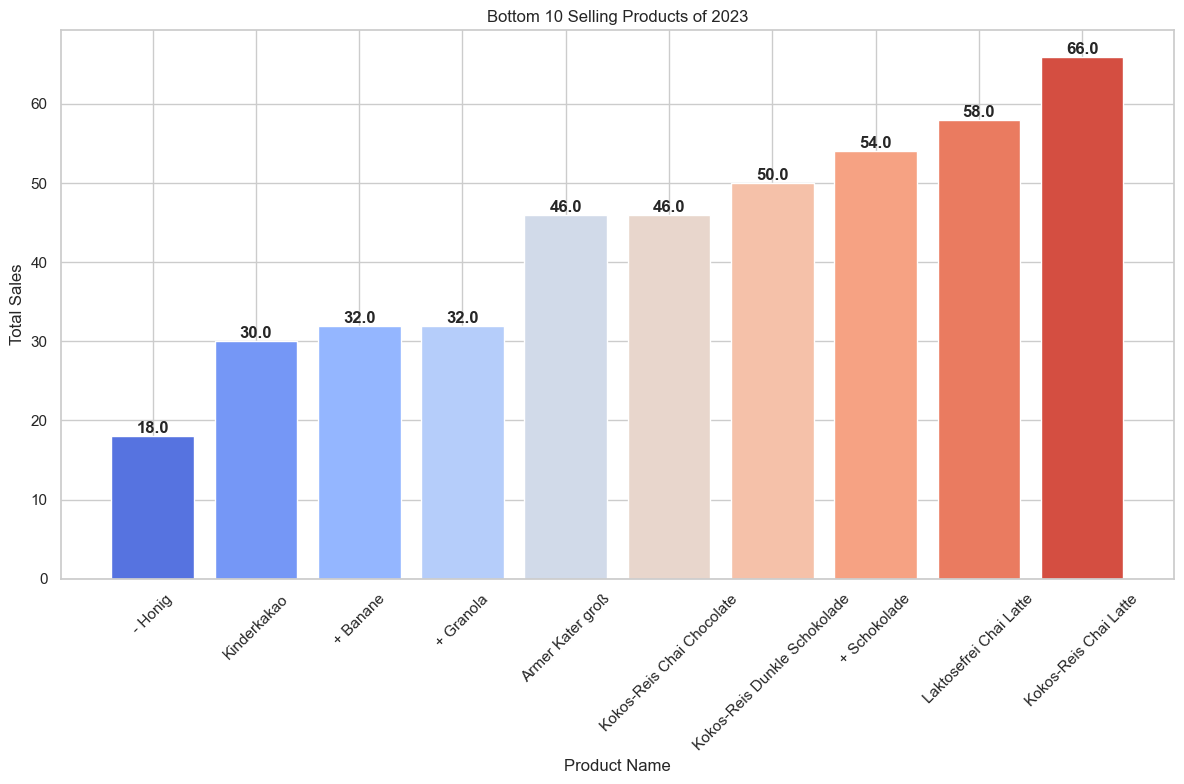 Bottom 10 Selling Products of 2023
Total Sales
60
50
40
30
20
10
0
18.0
30.0
32.0
32.0
46.0
46.0
50.0
54.0
58.0
66.0
- Honig
Kinderkakao
+ Banane
+ Granola
Armer Kater groß
Kokos-Reis Chai Chocolate
Kokos-Reis Dunkle Schokolade
+ Schokolade
Laktosefrei Chai Latte
Kokos-Reis Chai Latte
Product Name